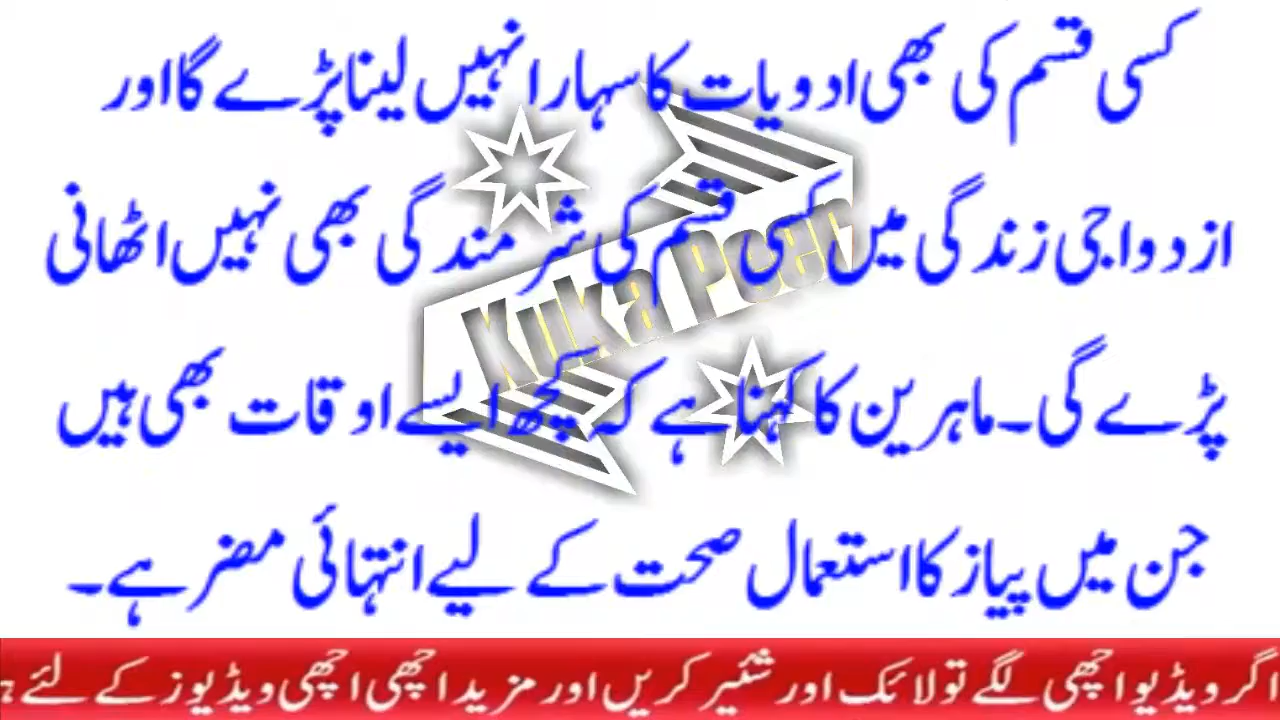 کسی قسم کی بھی ادویات کا سہارا نہیں لینا پڑے گا اور
ازدواجی زندگی میں کسی قسم کی شرمندگی بھی نہیں اٹھانی
پڑے گی۔ ماہرین کا کہنا ہے کہ کچھ ایسے اوقات بھی ہیں
جن میں پیاز کا استعمال صحت کے لیے انتہائی مضر ہے۔
Kuka Pcen
اگر ویڈیو اچھی لگے تو لائک اور شئیر کریں اور مزید اچھی اچھی ویڈیوز کے لئے